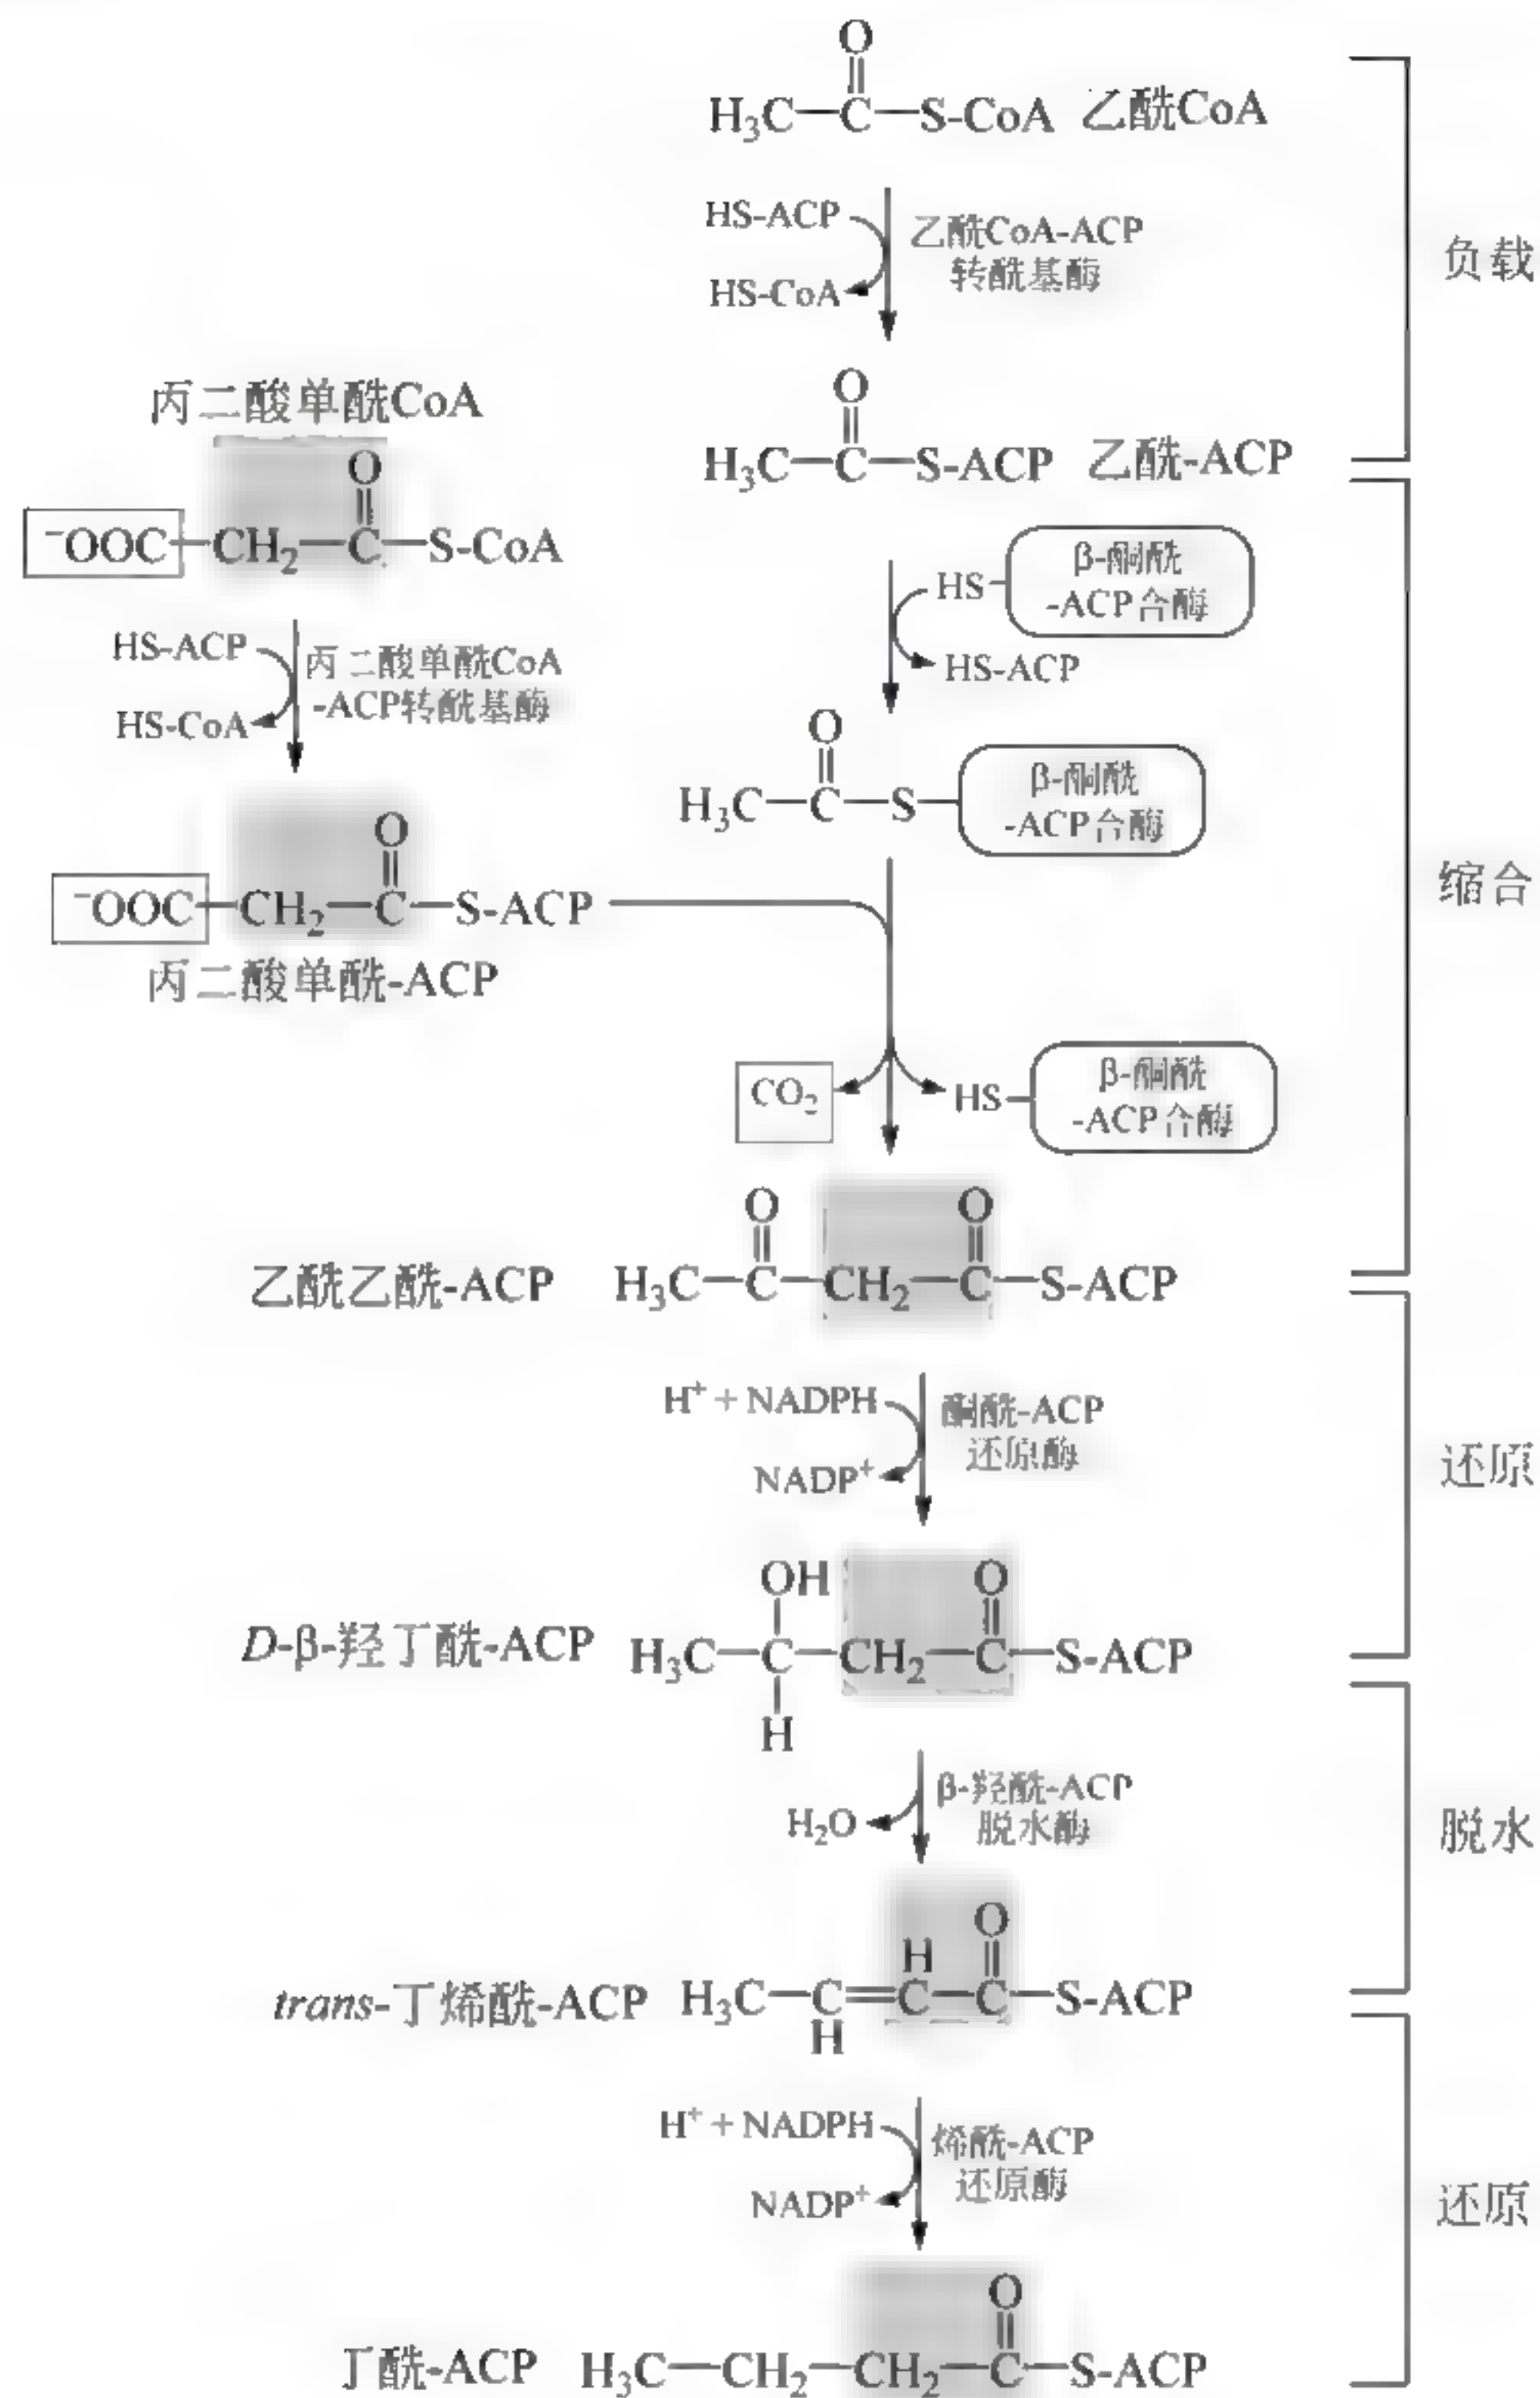 O
H₃C—C—S-CoA 乙酰CoA
HS-ACP
乙酰CoA-ACP
转酰基酶
HS-CoA
负载
O
H₃C—C—S-ACP 乙酰-ACP
丙二酸单酰CoA
O
⁻OOC—CH₂—C—S-CoA
HS-ACP
丙二酸单酰CoA
-ACP转酰基酶
HS-CoA
O
⁻OOC—CH₂—C—S-ACP
丙二酸单酰-ACP
HS
β-酮酰
-ACP合酶
HS-ACP
O
H₃C—C—S
β-酮酰
-ACP合酶
缩合
CO₂
HS
β-酮酰
-ACP合酶
O O
乙酰乙酰-ACP H₃C—C—CH₂—C—S-ACP
H⁺ + NADPH
酮酰-ACP
还原酶
NADP⁺
还原
OH O
D-β-羟丁酰-ACP H₃C—C—CH₂—C—S-ACP
H
β-羟酰-ACP
脱水酶
H₂O
脱水
O
H
trans-丁烯酰-ACP H₃C—C=C—C—S-ACP
H
H⁺ + NADPH
烯酰-ACP
还原酶
NADP⁺
还原
O
丁酰-ACP H₃C—CH₂—CH₂—C—S-ACP